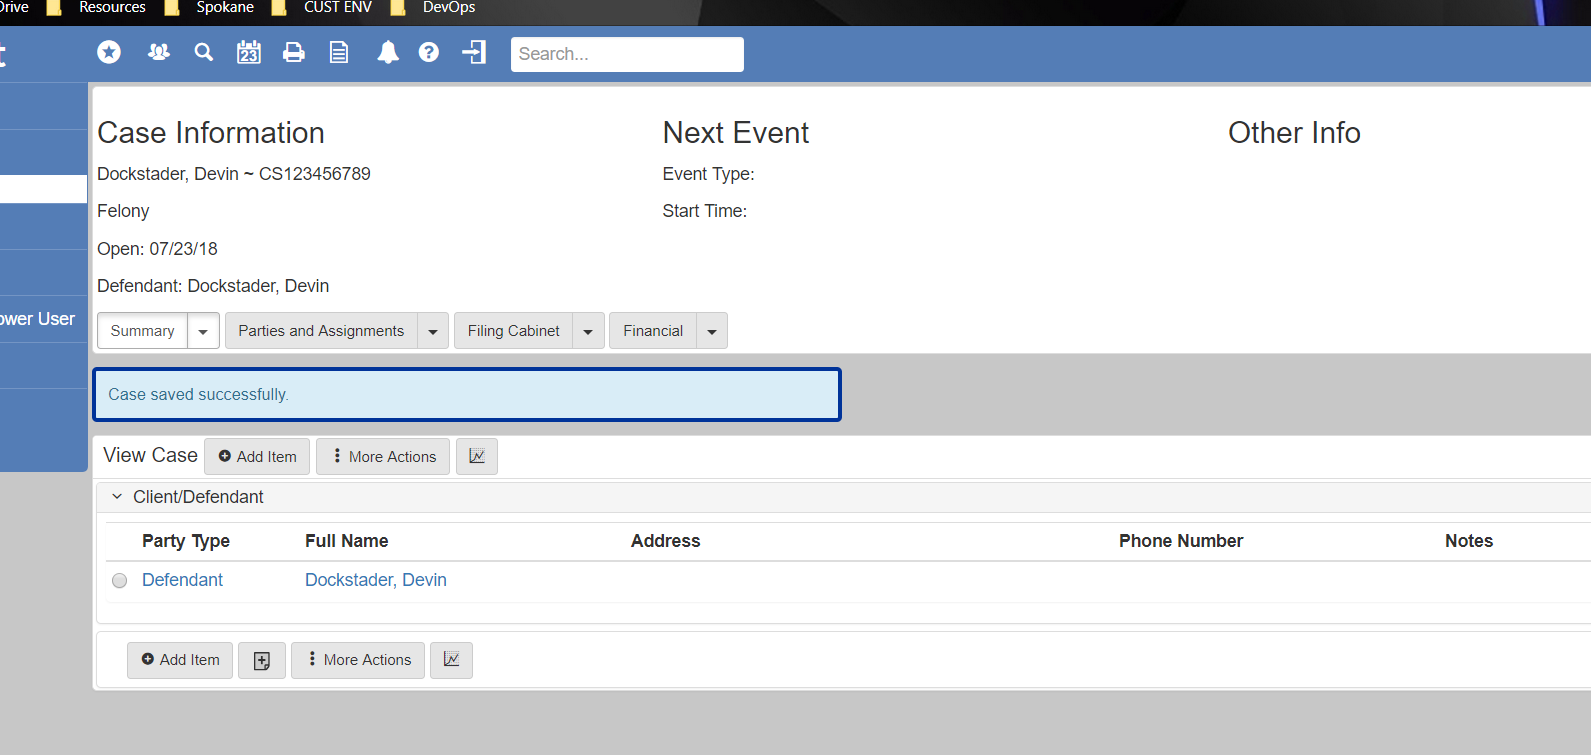 Drive Resources Spokane CUST ENV DevOps
t 23 Search...
Case Information
Dockstader, Devin ~ CS123456789
Felony
Open: 07/23/18
Defendant: Dockstader, Devin
Next Event
Event Type:
Start Time:
Other Info
ower User
Summary Parties and Assignments Filing Cabinet Financial
Case saved successfully.
View Case Add Item More Actions
Client/Defendant
Party Type Full Name Address Phone Number Notes
Defendant Dockstader, Devin
Add Item More Actions